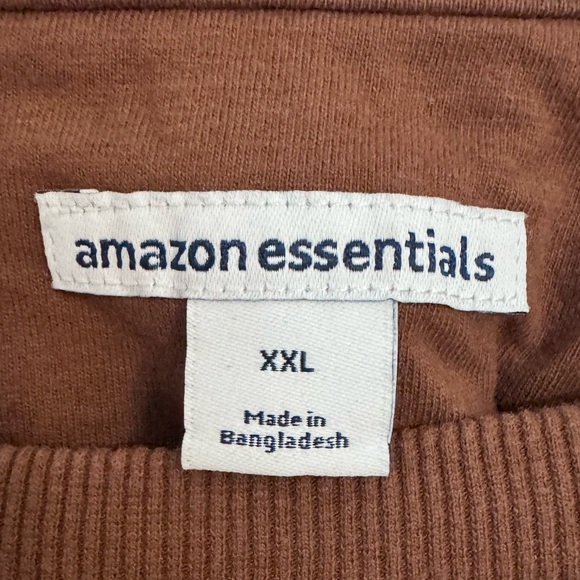 amazon essentials
XXL
Made in
Bangladesh